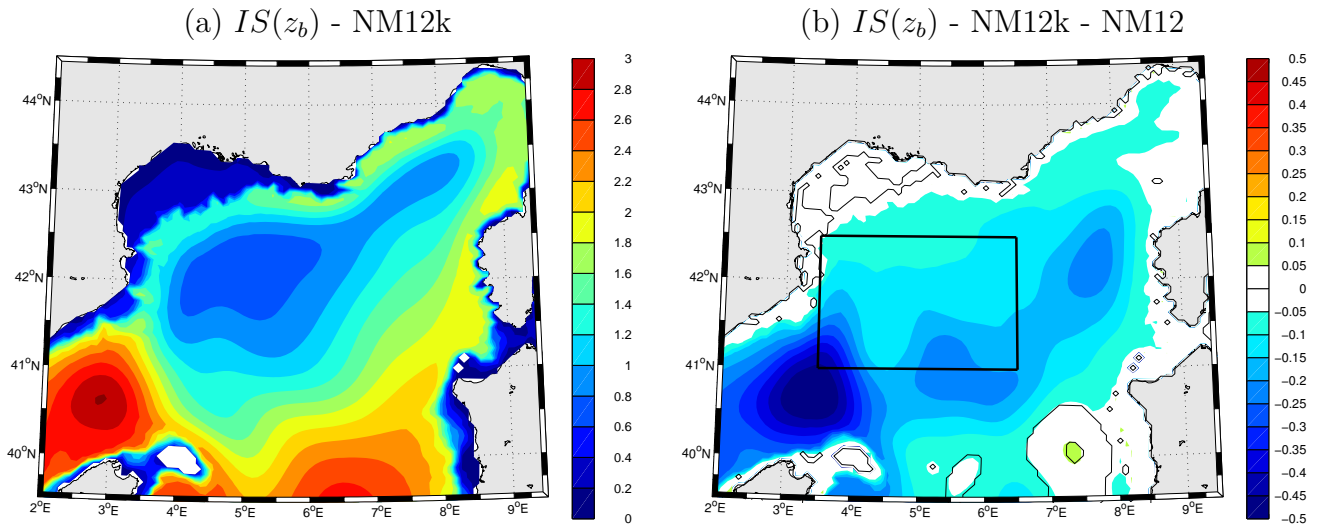 (a) IS(z_b) - NM12k
(b) IS(z_b) - NM12k - NM12
44°N
43°N
42°N
41°N
40°N
2°E 3°E 4°E 5°E 6°E 7°E 8°E 9°E
3
2.8
2.6
2.4
2.2
2
1.8
1.6
1.4
1.2
1
0.8
0.6
0.4
0.2
0
44°N
43°N
42°N
41°N
40°N
2°E 3°E 4°E 5°E 6°E 7°E 8°E 9°E
0.5
0.45
0.4
0.35
0.3
0.25
0.2
0.15
0.1
0.05
0
−0.05
−0.1
−0.15
−0.2
−0.25
−0.3
−0.35
−0.4
−0.45
−0.5